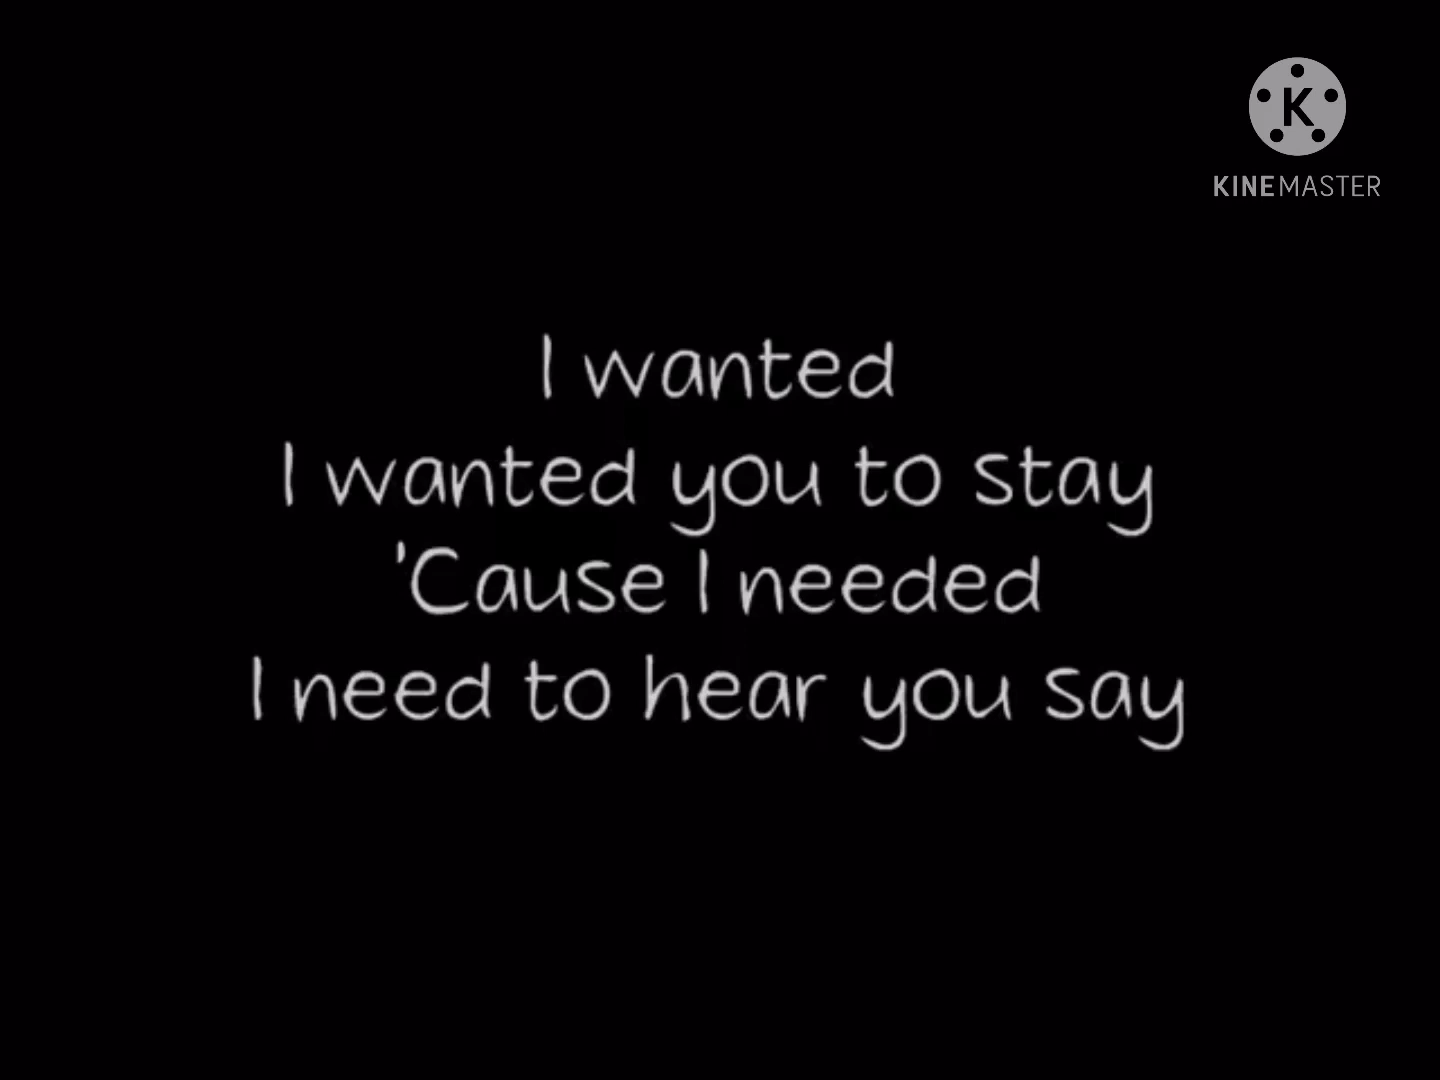 K
KINEMASTER
I wanted
I wanted you to stay
'Cause I needed
I need to hear you say